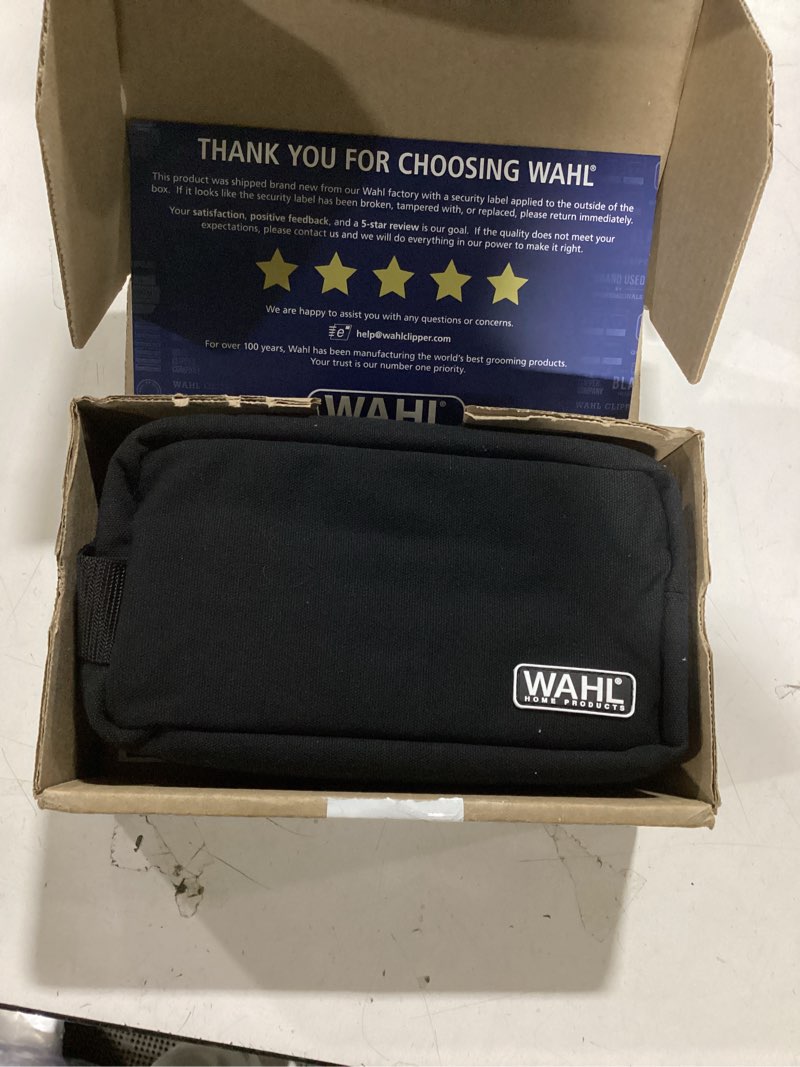 THANK YOU FOR CHOOSING WAHL®
This product was shipped brand new from our Wahl factory with a security label applied to the outside of the
box. If it looks like the security label has been broken, tampered with, or replaced, please return immediately.
Your satisfaction, positive feedback, and a 5-star review is our goal. If the quality does not meet your
expectations, please contact us and we will do everything in our power to make it right.
We are happy to assist you with any questions or concerns.
help@wahlclipper.com
For over 100 years, Wahl has been manufacturing the world's best grooming products.
Your trust is our number one priority.
WAHL®
WAHL®
HOME PRODUCTS